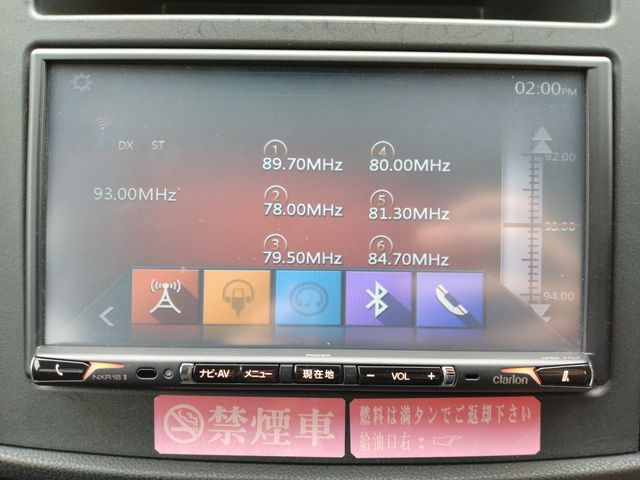 02:00PM
DX ST
93.00MHz
1
89.70MHz
4
80.00MHz
2
78.00MHz
5
81.30MHz
3
79.50MHz
6
84.70MHz
92.00
93.00
94.00
POWER
NXR16 II
ナビ・AV
メニュー
現在地
− VOL +
clarion
禁煙車
燃料は満タンでご返却下さい
給油口右:☞